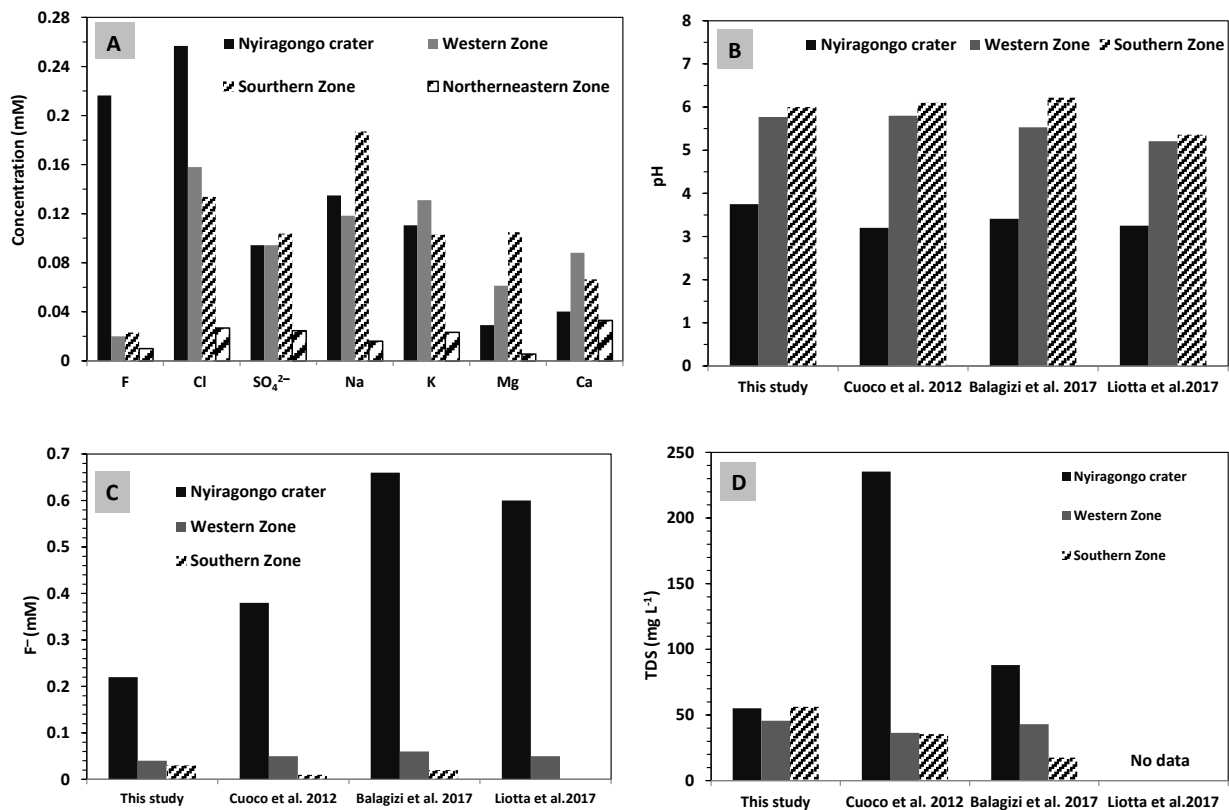 A
Nyiragongo crater
Western Zone
Sourthern Zone
Northerneastern Zone
Concentration (mM)
0.28
0.24
0.2
0.16
0.12
0.08
0.04
0
F Cl SO₄²⁻ Na K Mg Ca
B
Nyiragongo crater
Western Zone
Southern Zone
pH
8
7
6
5
4
3
2
1
0
This study Cuoco et al. 2012 Balagizi et al. 2017 Liotta et al.2017
C
Nyiragongo crater
Western Zone
Southern Zone
F⁻ (mM)
0.7
0.6
0.5
0.4
0.3
0.2
0.1
0
This study Cuoco et al. 2012 Balagizi et al. 2017 Liotta et al.2017
D
Nyiragongo crater
Western Zone
Southern Zone
TDS (mg L⁻¹)
250
200
150
100
50
0
No data
This study Cuoco et al. 2012 Balagizi et al. 2017 Liotta et al.2017